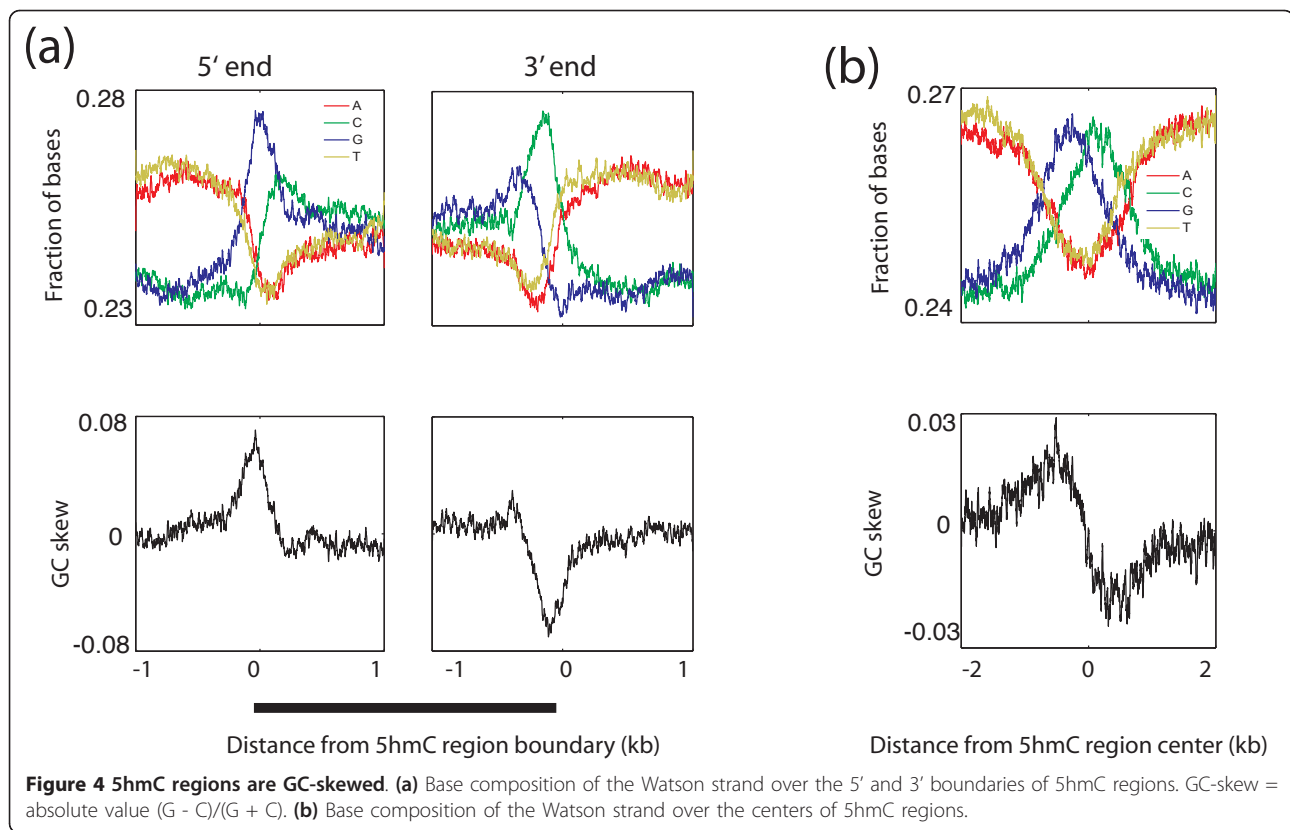 (a)
5′ end
3′ end
0.28
0.23
Fraction of bases
A
C
G
T
0.08
0
-0.08
GC skew
-1
0
1
-1
0
1
Distance from 5hmC region boundary (kb)
(b)
0.27
0.24
Fraction of bases
A
C
G
T
0.03
0
-0.03
GC skew
-2
0
2
Distance from 5hmC region center (kb)
Figure 4 5hmC regions are GC-skewed. (a) Base composition of the Watson strand over the 5′ and 3′ boundaries of 5hmC regions. GC-skew =
absolute value (G - C)/(G + C). (b) Base composition of the Watson strand over the centers of 5hmC regions.